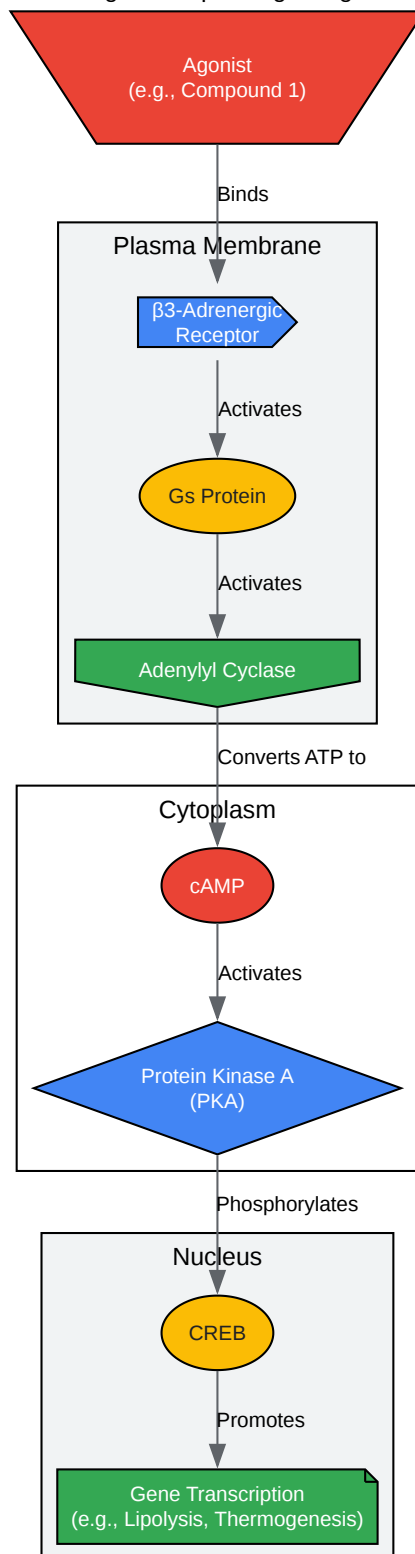 Agonist
(e.g., Compound 1)
Binds
Plasma Membrane
β3-Adrenergic
Receptor
Activates
Gs Protein
Activates
Adenylyl Cyclase
Converts ATP to
Cytoplasm
cAMP
Activates
Protein Kinase A
(PKA)
Phosphorylates
Nucleus
CREB
Promotes
Gene Transcription
(e.g., Lipolysis, Thermogenesis)